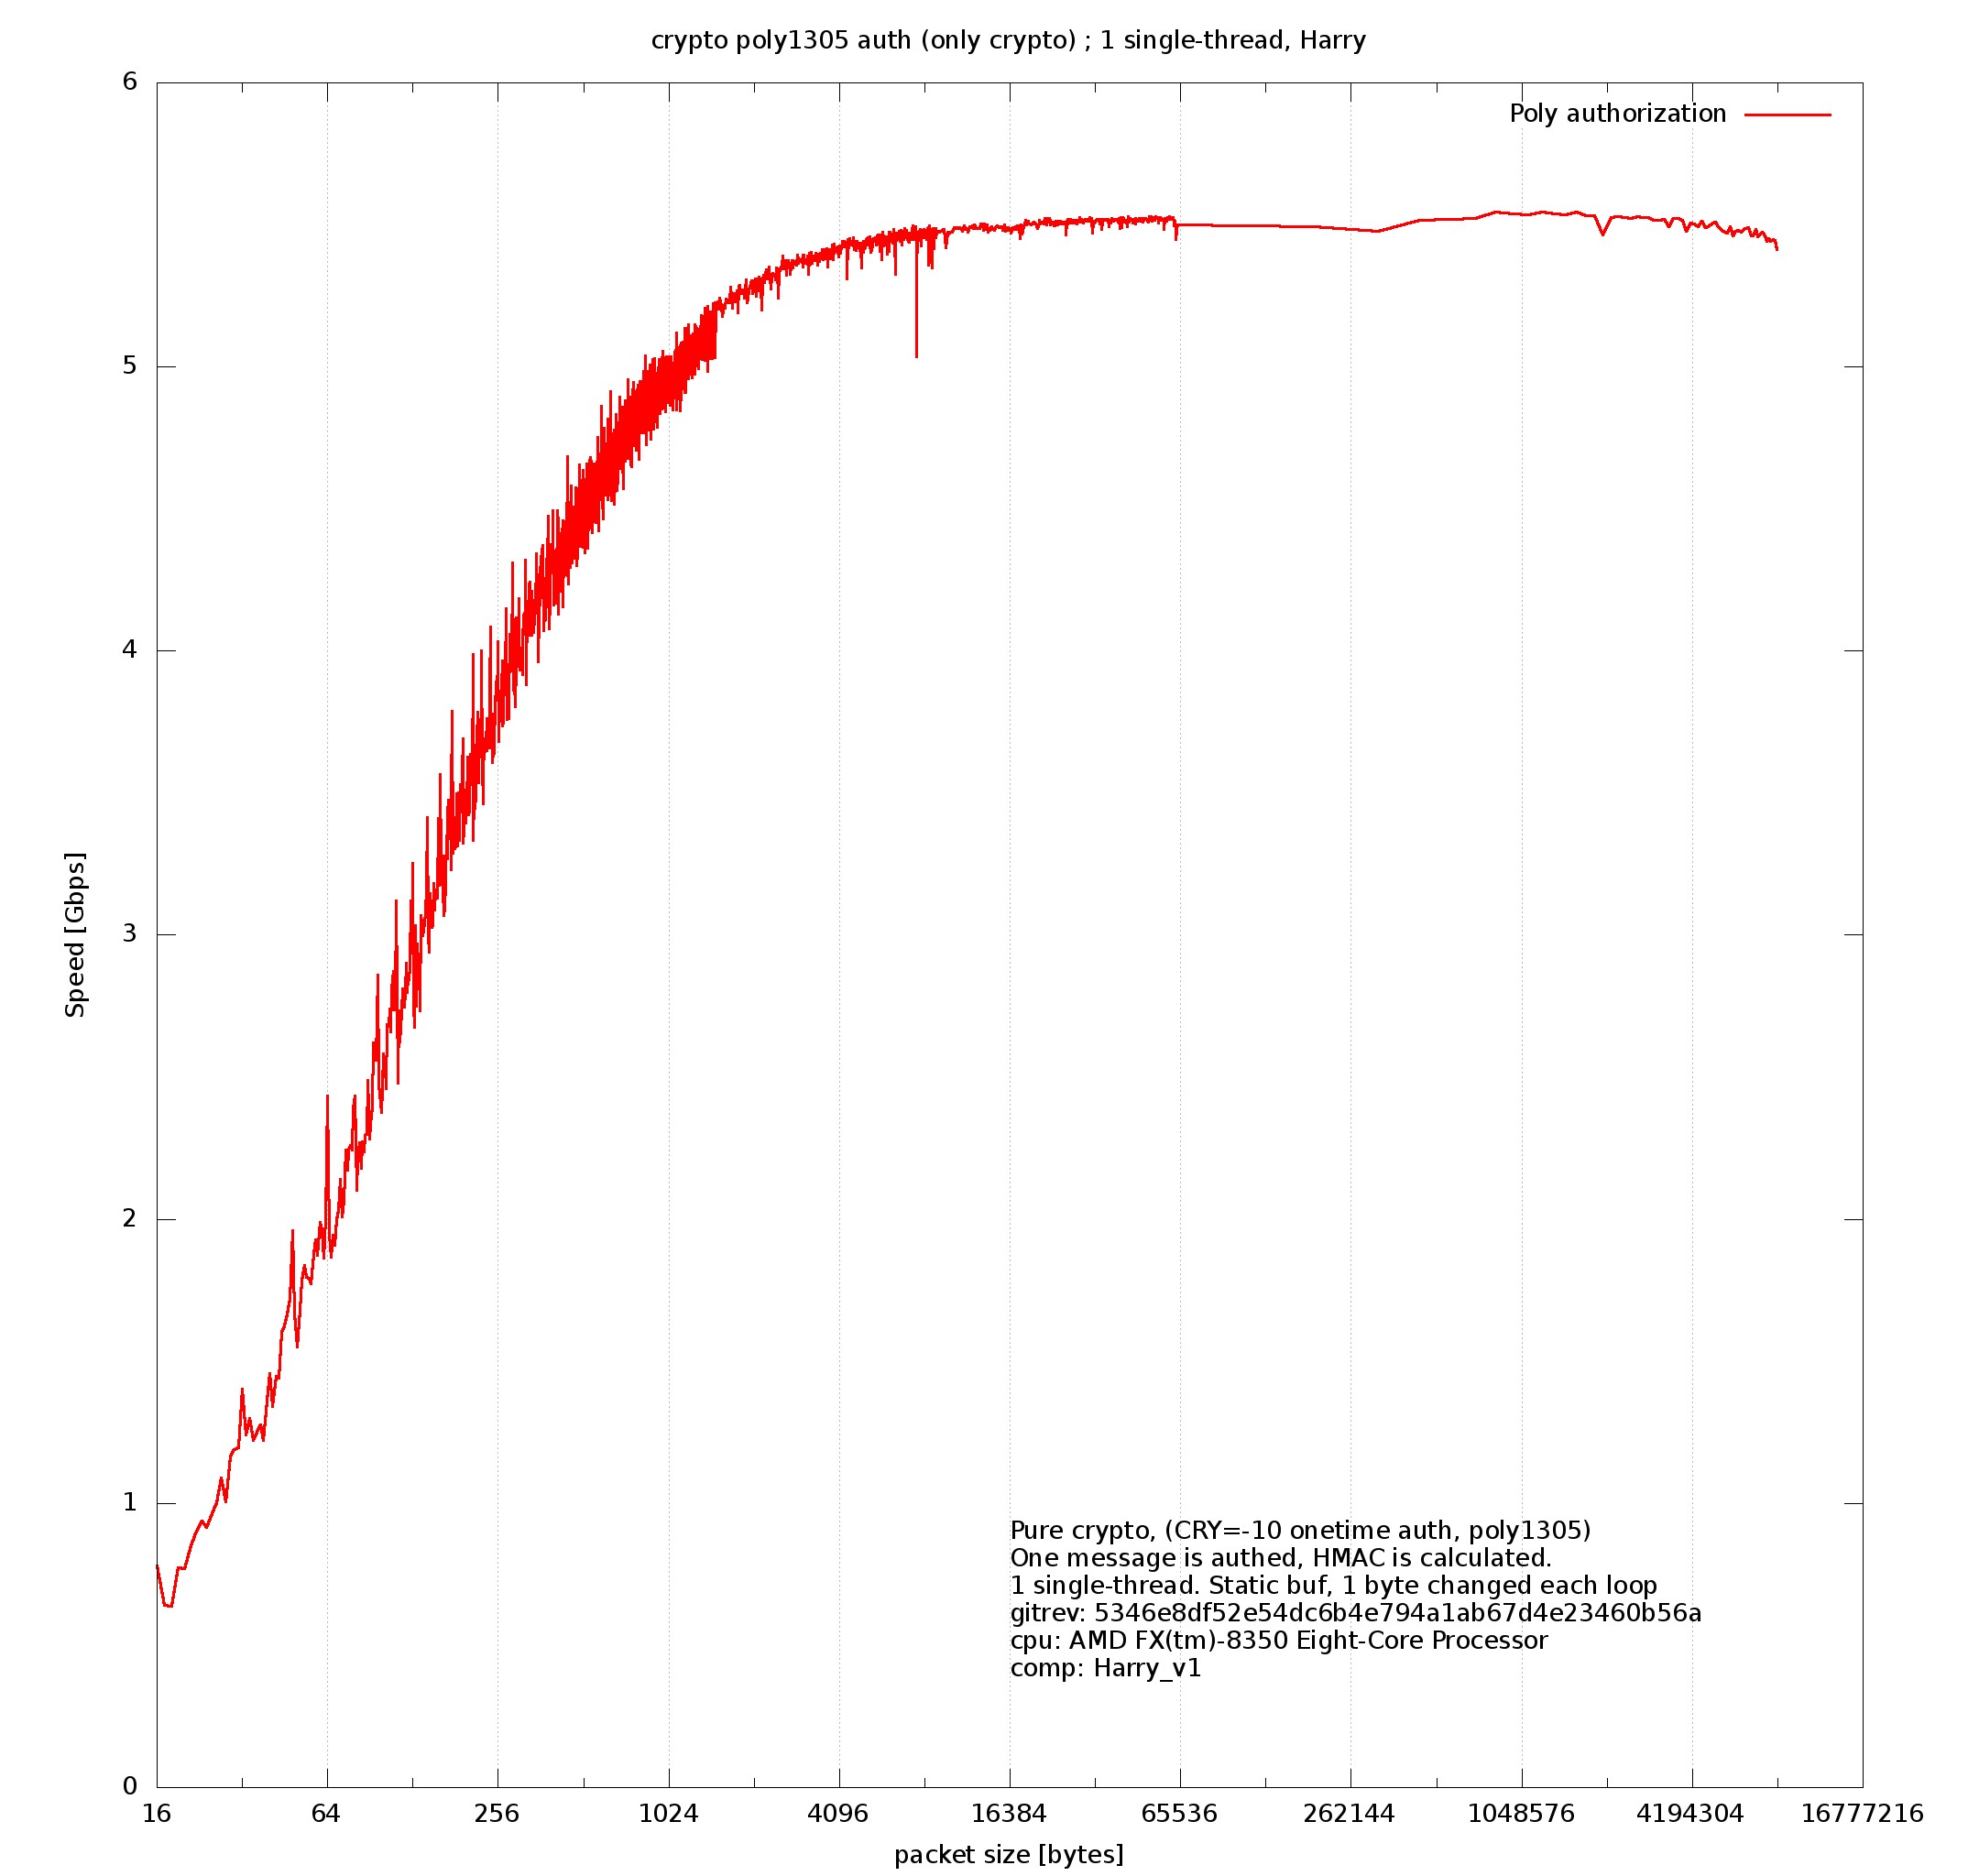 crypto poly1305 auth (only crypto) ; 1 single-thread, Harry
6
Poly authorization
5
4
3
Speed [Gbps]
2
1
Pure crypto, (CRY=-10 onetime auth, poly1305)
One message is authed, HMAC is calculated.
1 single-thread. Static buf, 1 byte changed each loop
gitrev: 5346e8df52e54dc6b4e794a1ab67d4e23460b56a
cpu: AMD FX(tm)-8350 Eight-Core Processor
comp: Harry_v1
0
16 64 256 1024 4096 16384 65536 262144 1048576 4194304 16777216
packet size [bytes]